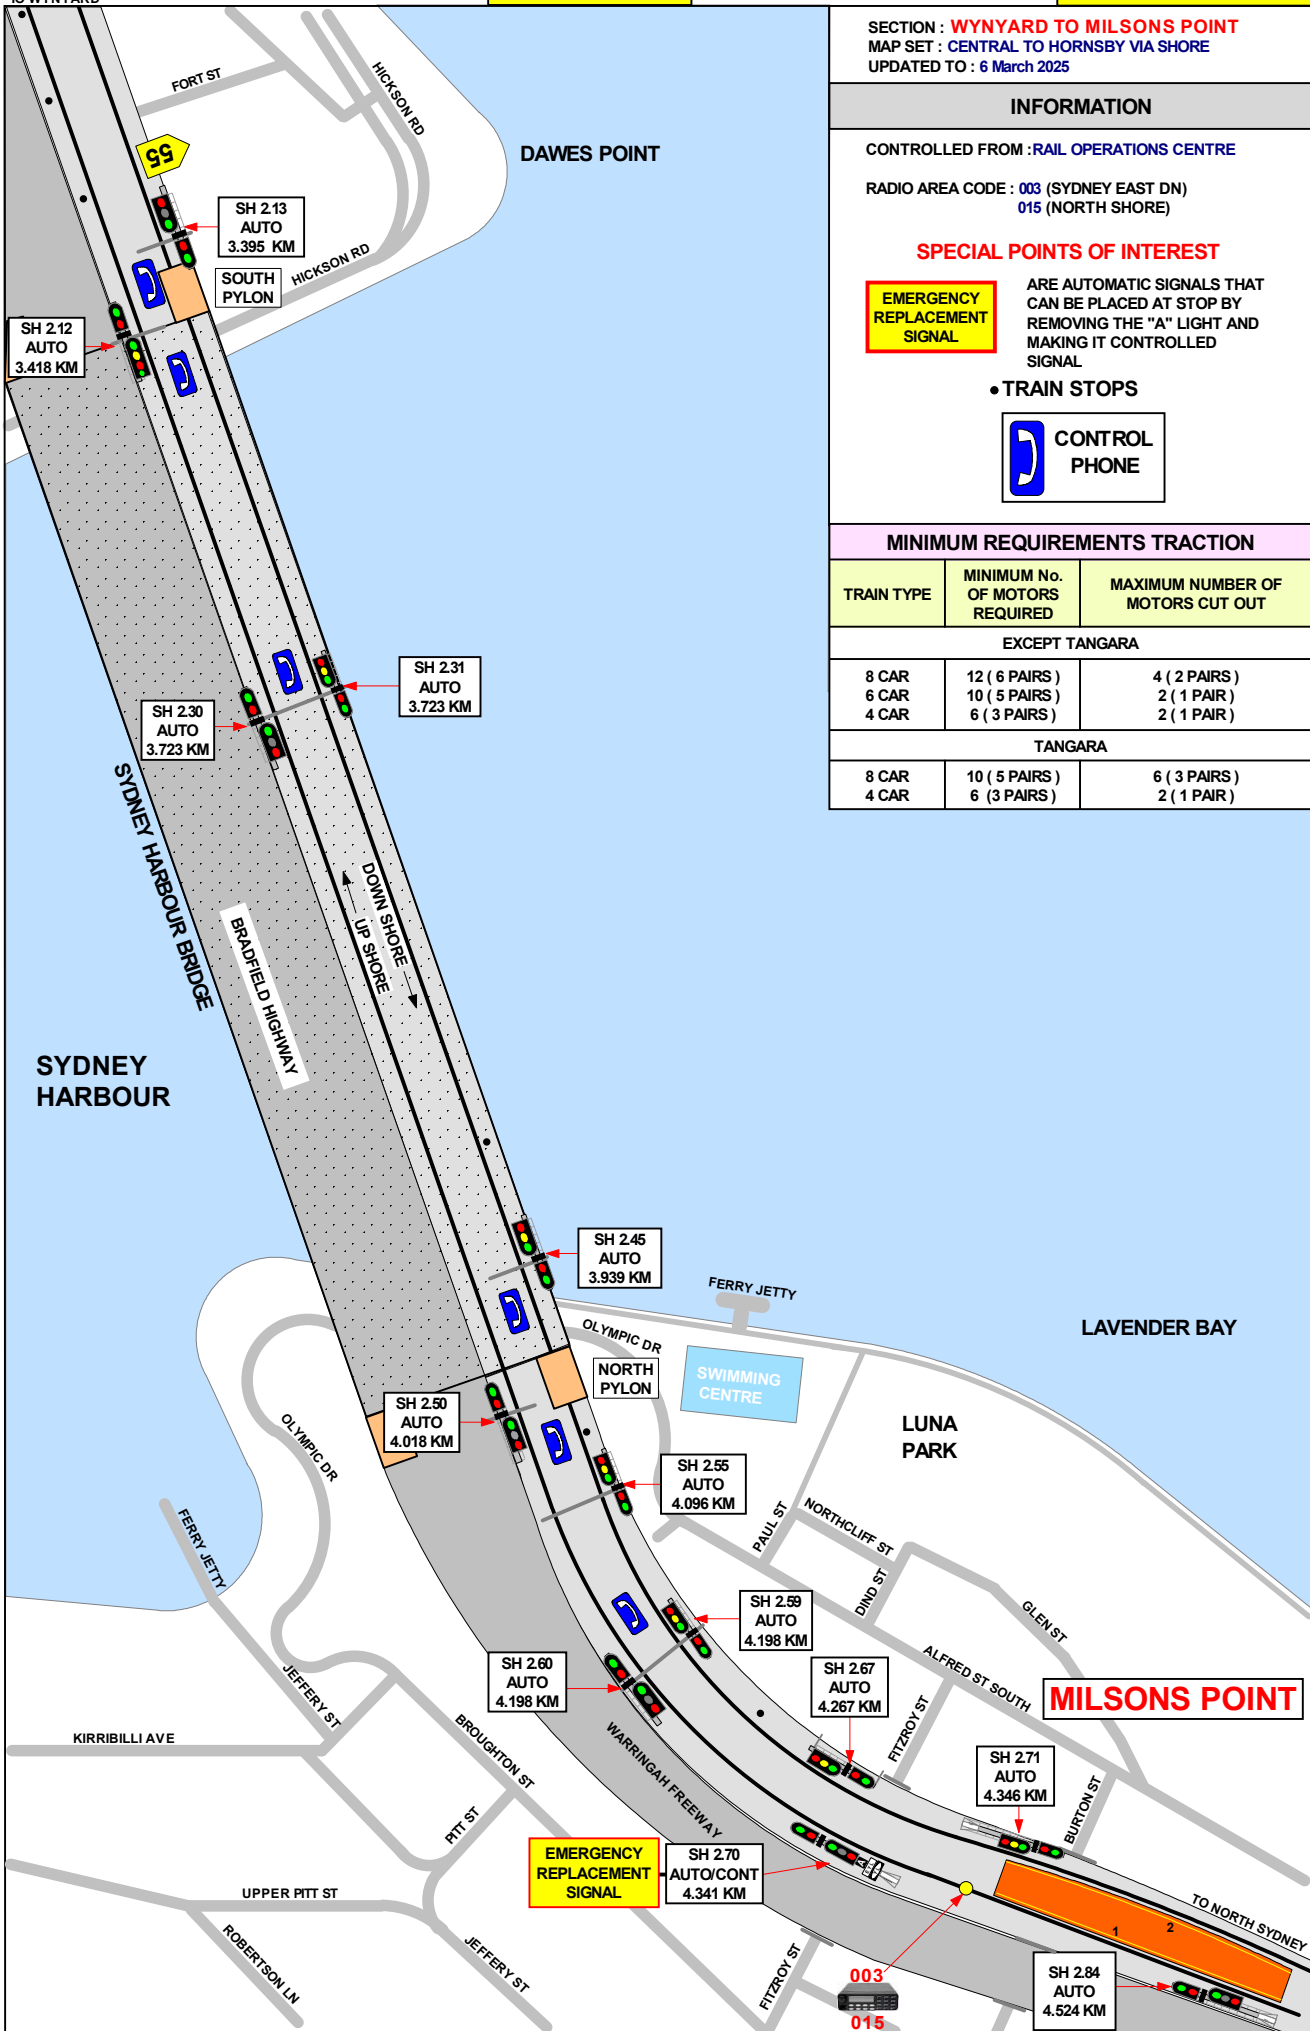 SECTION : WYNYARD TO MILSONS POINT
MAP SET : CENTRAL TO HORNSBY VIA SHORE
UPDATED TO : 6 March 2025
INFORMATION
CONTROLLED FROM :RAIL OPERATIONS CENTRE
RADIO AREA CODE : 003 (SYDNEY EAST DN)
015 (NORTH SHORE)
SPECIAL POINTS OF INTEREST
EMERGENCY
REPLACEMENT
SIGNAL
ARE AUTOMATIC SIGNALS THAT
CAN BE PLACED AT STOP BY
REMOVING THE "A" LIGHT AND
MAKING IT CONTROLLED
SIGNAL
•TRAIN STOPS
CONTROL
PHONE
MINIMUM REQUIREMENTS TRACTION
TRAIN TYPE
MINIMUM No.
OF MOTORS
REQUIRED
MAXIMUM NUMBER OF
MOTORS CUT OUT
EXCEPT TANGARA
8 CAR 12 ( 6 PAIRS ) 4 ( 2 PAIRS )
6 CAR 10 ( 5 PAIRS ) 2 ( 1 PAIR )
4 CAR 6 ( 3 PAIRS ) 2 ( 1 PAIR )
TANGARA
8 CAR 10 ( 5 PAIRS ) 6 ( 3 PAIRS )
4 CAR 6 (3 PAIRS ) 2 ( 1 PAIR )
FORT ST
HICKSON RD
55
DAWES POINT
SH 2.13
AUTO
3.395 KM
SOUTH
PYLON
HICKSON RD
SH 2.12
AUTO
3.418 KM
SH 2.31
AUTO
3.723 KM
SH 2.30
AUTO
3.723 KM
SYDNEY HARBOUR BRIDGE
BRADFIELD HIGHWAY
DOWN SHORE
UP SHORE
SYDNEY
HARBOUR
SH 2.45
AUTO
3.939 KM
FERRY JETTY
OLYMPIC DR
LAVENDER BAY
NORTH
PYLON
SWIMMING
CENTRE
SH 2.50
AUTO
4.018 KM
LUNA
PARK
OLYMPIC DR
SH 2.55
AUTO
4.096 KM
FERRY JETTY
PAUL ST
NORTHCLIFF ST
DIND ST
GLEN ST
SH 2.59
AUTO
4.198 KM
ALFRED ST SOUTH
SH 2.60
AUTO
4.198 KM
SH 2.67
AUTO
4.267 KM
MILSONS POINT
JEFFERY ST
KIRRIBILLI AVE
BROUGHTON ST
WARRINGAH FREEWAY
FITZROY ST
SH 2.71
AUTO
4.346 KM
BURTON ST
PITT ST
EMERGENCY
REPLACEMENT
SIGNAL
SH 2.70
AUTO/CONT
4.341 KM
UPPER PITT ST
TO NORTH SYDNEY
1
2
ROBERTSON LN
JEFFERY ST
FITZROY ST
003
015
SH 2.84
AUTO
4.524 KM